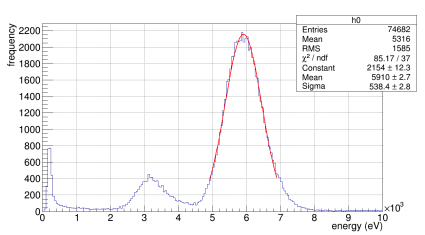 h0
Entries 74682
Mean 5316
RMS 1585
χ² / ndf 85.17 / 37
Constant 2154 ± 12.3
Mean 5910 ± 2.7
Sigma 538.4 ± 2.8
frequency
2200
2000
1800
1600
1400
1200
1000
800
600
400
200
0
0 1 2 3 4 5 6 7 8 9 10
×10³
energy (eV)